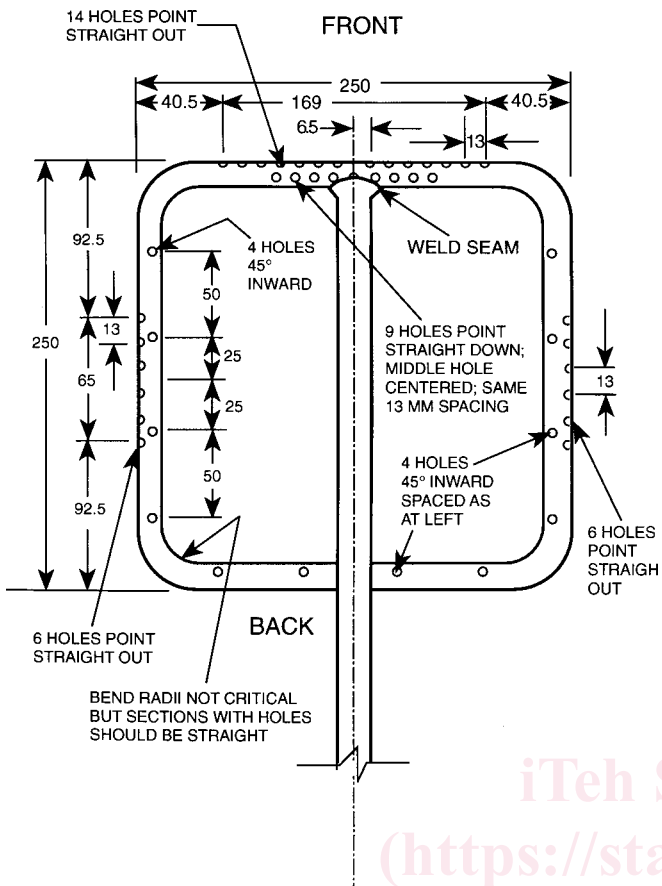 14 HOLES POINT
STRAIGHT OUT
FRONT
250
40.5
169
40.5
6.5
13
92.5
4 HOLES
45°
INWARD
WELD SEAM
50
13
250
65
25
25
9 HOLES POINT
STRAIGHT DOWN;
MIDDLE HOLE
CENTERED; SAME
13 MM SPACING
13
50
92.5
4 HOLES
45° INWARD
SPACED AS
AT LEFT
6 HOLES
POINT
STRAIGH
OUT
BACK
6 HOLES POINT
STRAIGHT OUT
BEND RADII NOT CRITICAL
BUT SECTIONS WITH HOLES
SHOULD BE STRAIGHT
iTeh S
(https://sta